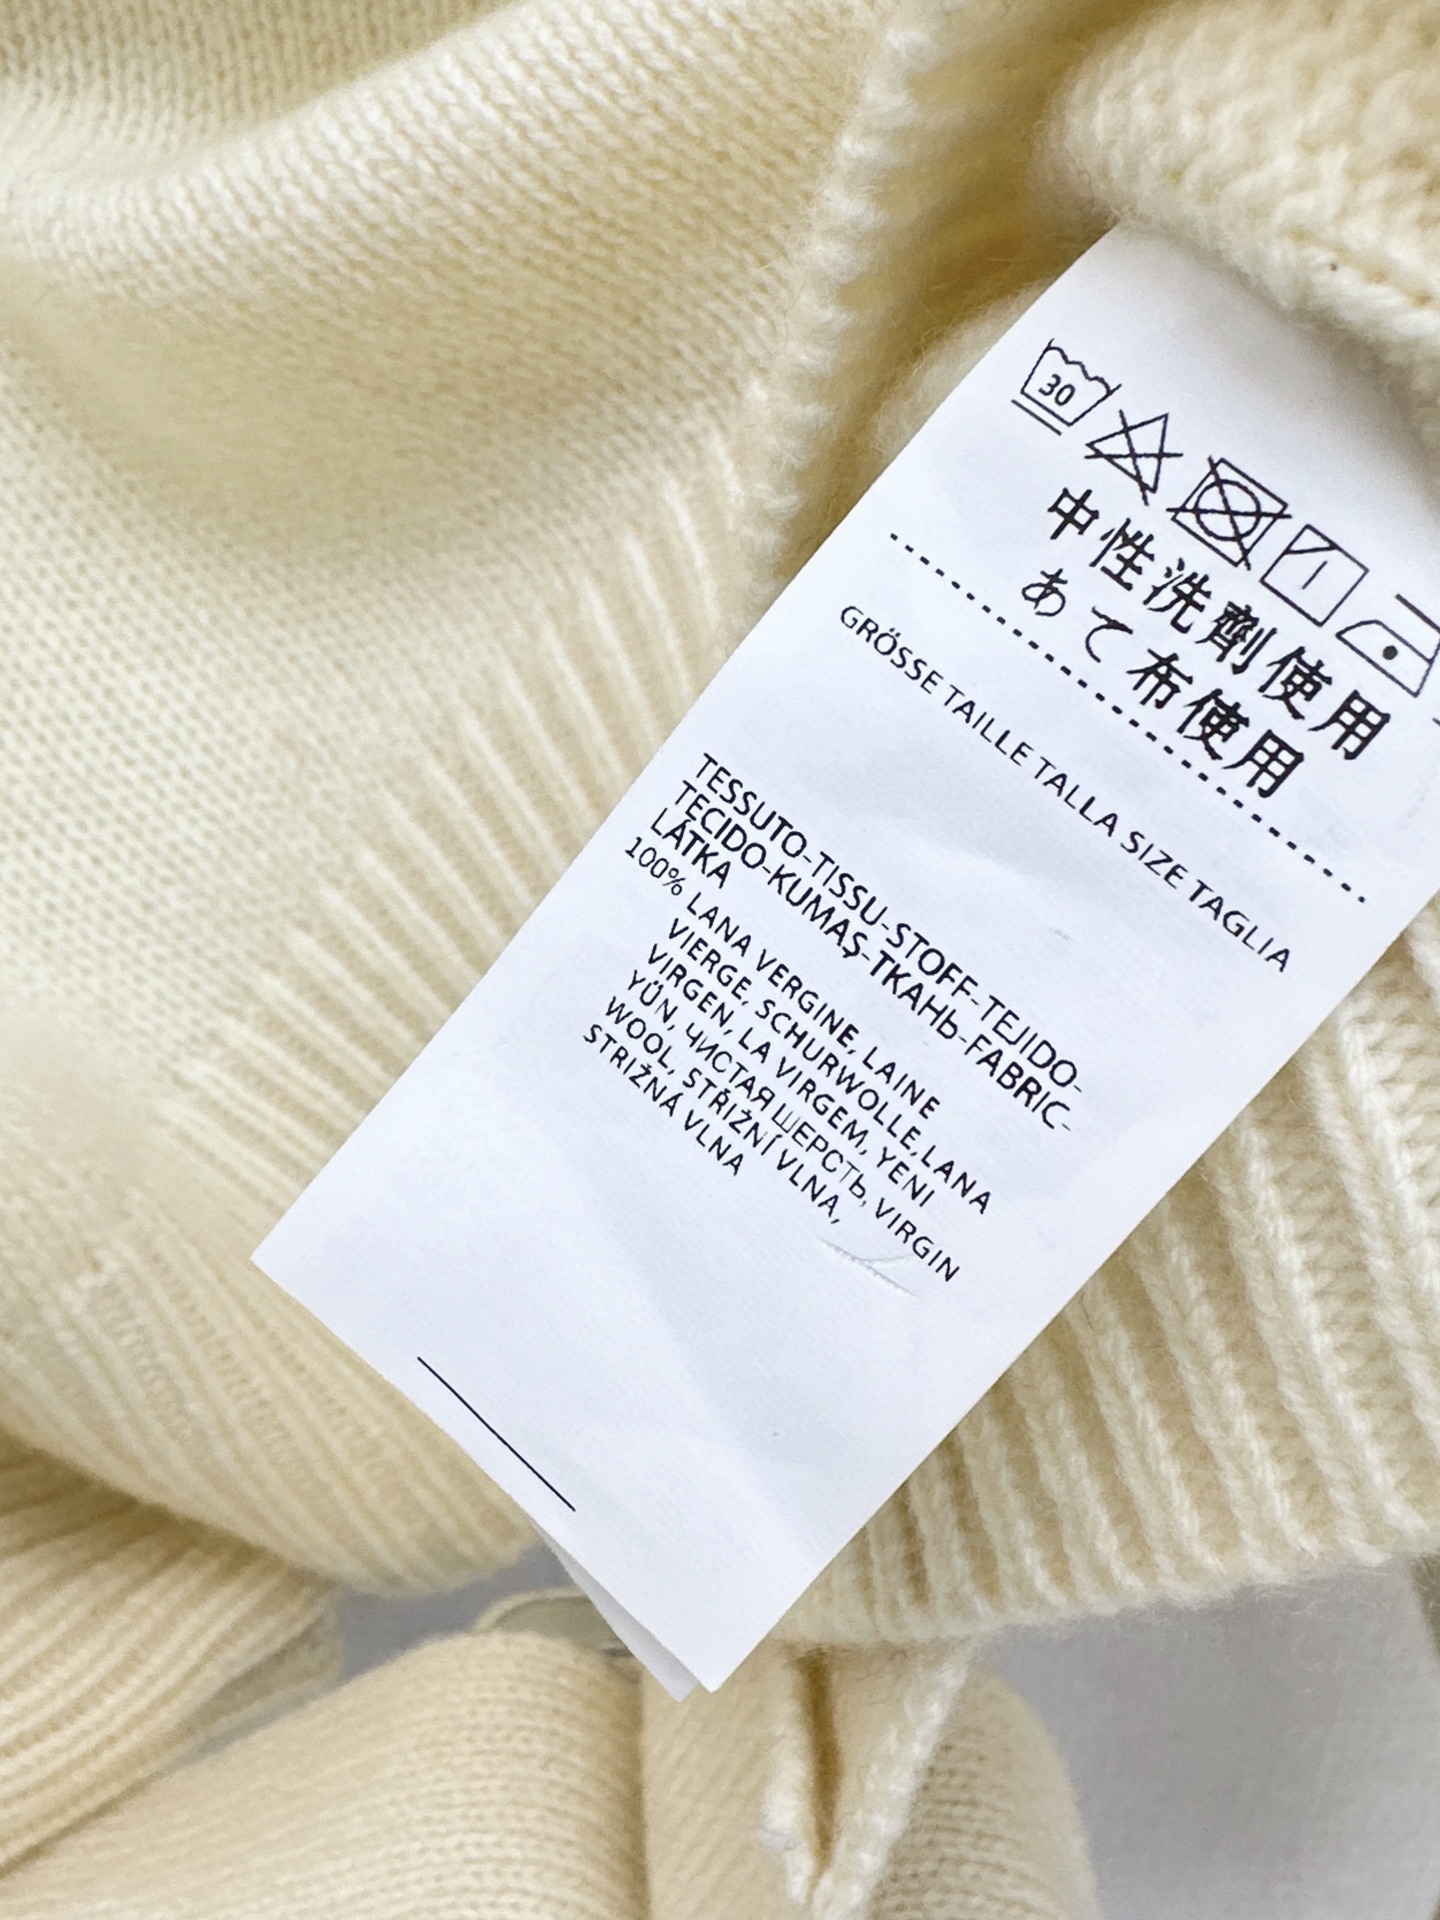 30
中性洗剤使用
あて布使用
GRÖSSE TAILLE TALLA SIZE TAGLIA
TESSUTO-TISSU-STOFF-TEJIDO-
TECIDO-KUMAŞ-TKAHb-FABRIC-
LÁTKA
100% LANA VERGINE, LAINE
VIERGE, SCHURWOLLE, LANA
VIRGEN, LA VIRGEM, YENI
YŰN, ЧИСТАЯ ШЕРСТЬ, VIRGIN
WOOL, STŘIŽNÍ VLNA,
STRIŽNÁ VLNA